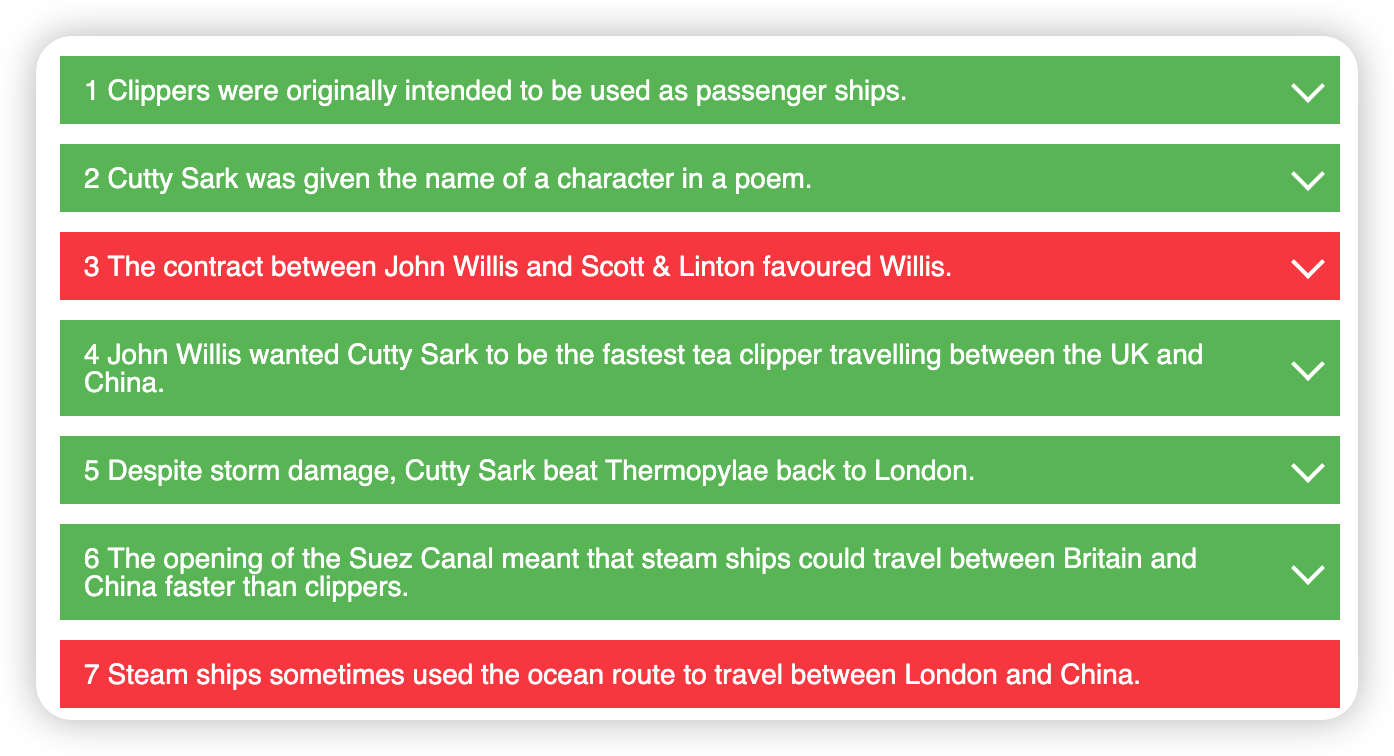 1 Clippers were originally intended to be used as passenger ships.
2 Cutty Sark was given the name of a character in a poem.
3 The contract between John Willis and Scott & Linton favoured Willis.
4 John Willis wanted Cutty Sark to be the fastest tea clipper travelling between the UK and
China.
5 Despite storm damage, Cutty Sark beat Thermopylae back to London.
6 The opening of the Suez Canal meant that steam ships could travel between Britain and
China faster than clippers.
7 Steam ships sometimes used the ocean route to travel between London and China.